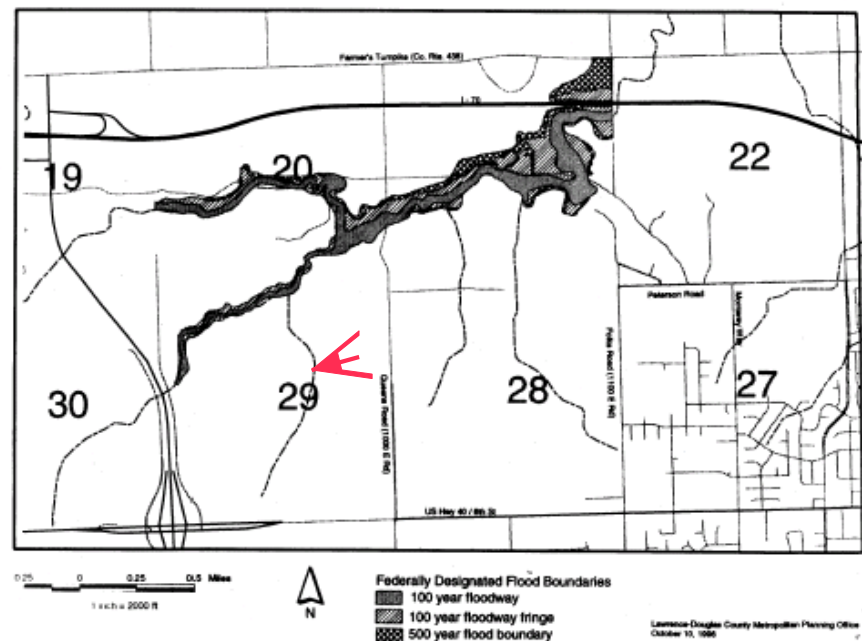 Farmer's Turnpike (Co. Rte. 438)
I - 70
19
20
22
Peterson Road
Queens Road (1000 E Rd)
Folks Road (1100 E Rd)
30
29
28
27
US Hwy 40 / 6th St
0.25 0 0.25 0.5 Miles
1 inch = 2000 ft
N
Federally Designated Flood Boundaries
100 year floodway
100 year floodway fringe
500 year flood boundary
Lawrence-Douglas County Metropolitan Planning Office